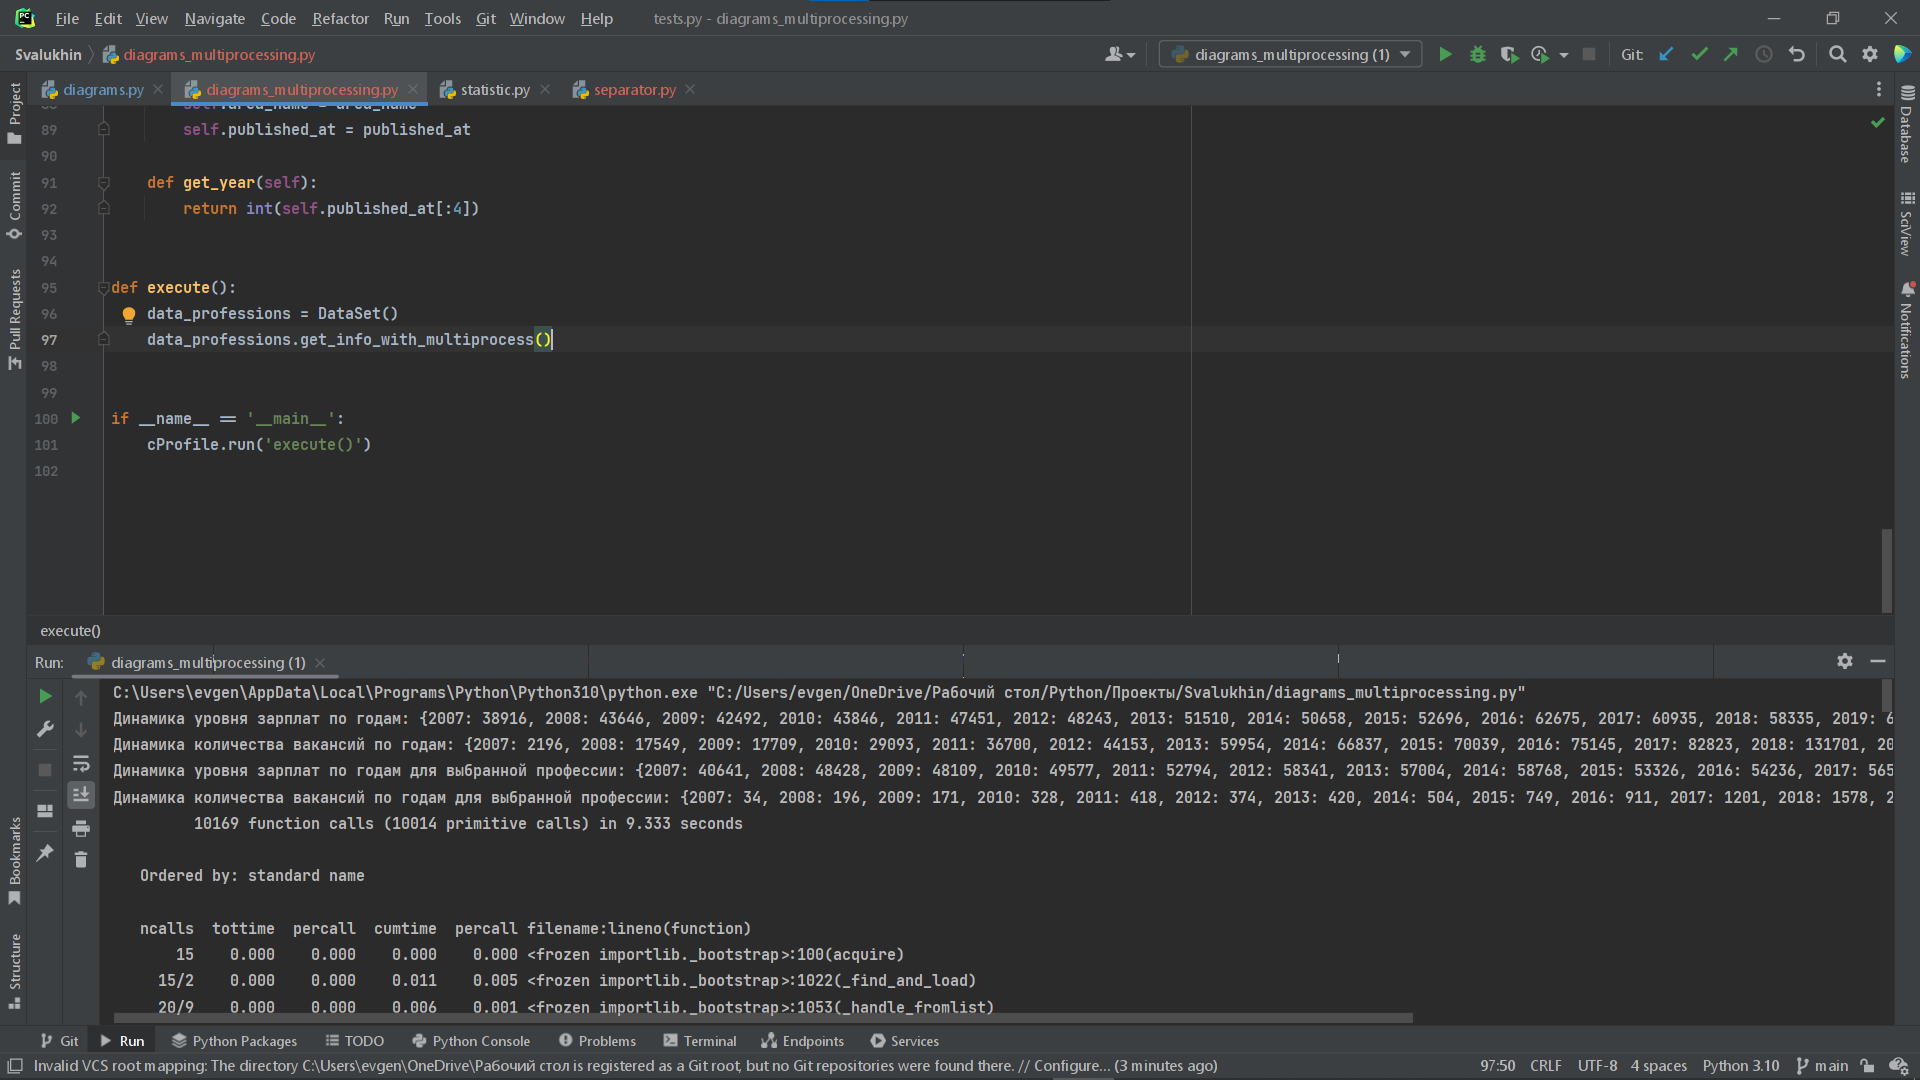 File Edit View Navigate Code Refactor Run Tools Git Window Help tests.py - diagrams_multiprocessing.py
Svalukhin diagrams_multiprocessing.py diagrams_multiprocessing (1) Git:
diagrams.py diagrams_multiprocessing.py statistic.py separator.py
89 self.published_at = published_at
90
91 def get_year(self):
92 return int(self.published_at[:4])
93
94
95 def execute():
96 data_professions = DataSet()
97 data_professions.get_info_with_multiprocess()
98
99
100 if __name__ == '__main__':
101 cProfile.run('execute()')
102
execute()
Run: diagrams_multiprocessing (1)
C:\Users\evgen\AppData\Local\Programs\Python\Python310\python.exe "C:/Users/evgen/OneDrive/Рабочий стол/Python/Проекты/Svalukhin/diagrams_multiprocessing.py"
Динамика уровня зарплат по годам: {2007: 38916, 2008: 43646, 2009: 42492, 2010: 43846, 2011: 47451, 2012: 48243, 2013: 51510, 2014: 50658, 2015: 52696, 2016: 62675, 2017: 60935, 2018: 58335, 2019: 6
Динамика количества вакансий по годам: {2007: 2196, 2008: 17549, 2009: 17709, 2010: 29093, 2011: 36700, 2012: 44153, 2013: 59954, 2014: 66837, 2015: 70039, 2016: 75145, 2017: 82823, 2018: 131701, 20
Динамика уровня зарплат по годам для выбранной профессии: {2007: 40641, 2008: 48428, 2009: 48109, 2010: 49577, 2011: 52794, 2012: 58341, 2013: 57004, 2014: 58768, 2015: 53326, 2016: 54236, 2017: 565
Динамика количества вакансий по годам для выбранной профессии: {2007: 34, 2008: 196, 2009: 171, 2010: 328, 2011: 418, 2012: 374, 2013: 420, 2014: 504, 2015: 749, 2016: 911, 2017: 1201, 2018: 1578, 2
10169 function calls (10014 primitive calls) in 9.333 seconds
Ordered by: standard name
ncalls tottime percall cumtime percall filename:lineno(function)
15 0.000 0.000 0.000 0.000 <frozen importlib._bootstrap>:100(acquire)
15/2 0.000 0.000 0.011 0.005 <frozen importlib._bootstrap>:1022(_find_and_load)
20/9 0.000 0.000 0.006 0.001 <frozen importlib._bootstrap>:1053(_handle_fromlist)
Git Run Python Packages TODO Python Console Problems Terminal Endpoints Services
Invalid VCS root mapping: The directory C:\Users\evgen\OneDrive\Рабочий стол is registered as a Git root, but no Git repositories were found there. // Configure... (3 minutes ago) 97:50 CRLF UTF-8 4 spaces Python 3.10 main
Project
Commit
Pull Requests
Bookmarks
Structure
Database
SciView
Notifications